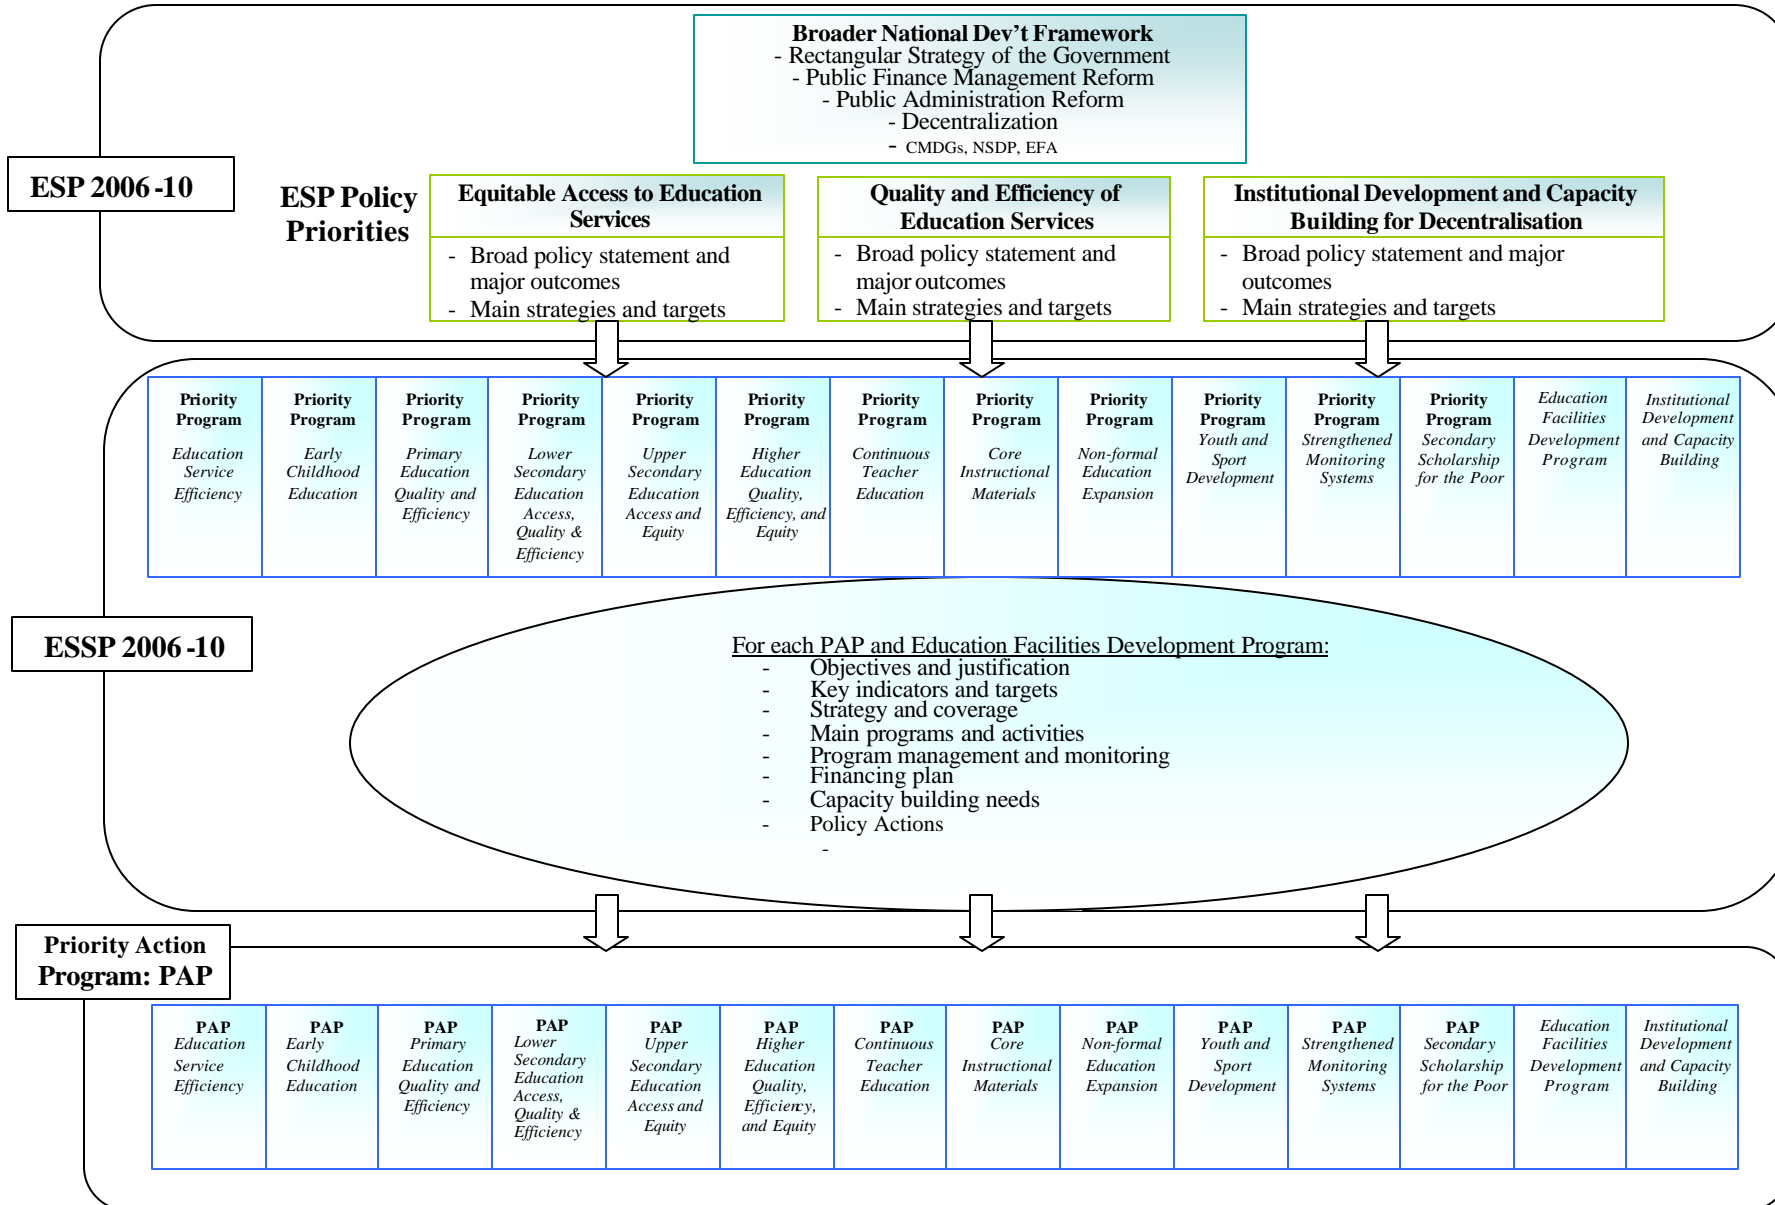 Broader National Dev't Framework
- Rectangular Strategy of the Government
- Public Finance Management Reform
- Public Administration Reform
- Decentralization
- CMDGs, NSDP, EFA
ESP 2006-10
ESP Policy
Priorities
Equitable Access to Education
Services
- Broad policy statement and
major outcomes
- Main strategies and targets
Quality and Efficiency of
Education Services
- Broad policy statement and
major outcomes
- Main strategies and targets
Institutional Development and Capacity
Building for Decentralisation
- Broad policy statement and major
outcomes
- Main strategies and targets
Priority
Program
Education
Service
Efficiency
Priority
Program
Early
Childhood
Education
Priority
Program
Primary
Education
Quality and
Efficiency
Priority
Program
Lower
Secondary
Education
Access,
Quality &
Efficiency
Priority
Program
Upper
Secondary
Education
Access and
Equity
Priority
Program
Higher
Education
Quality,
Efficiency, and
Equity
Priority
Program
Continuous
Teacher
Education
Priority
Program
Core
Instructional
Materials
Priority
Program
Non-formal
Education
Expansion
Priority
Program
Youth and
Sport
Development
Priority
Program
Strengthened
Monitoring
Systems
Priority
Program
Secondary
Scholarship
for the Poor
Education
Facilities
Development
Program
Institutional
Development
and Capacity
Building
ESSP 2006-10
For each PAP and Education Facilities Development Program:
- Objectives and justification
- Key indicators and targets
- Strategy and coverage
- Main programs and activities
- Program management and monitoring
- Financing plan
- Capacity building needs
- Policy Actions
-
Priority Action
Program: PAP
PAP
Education
Service
Efficiency
PAP
Early
Childhood
Education
PAP
Primary
Education
Quality and
Efficiency
PAP
Lower
Secondary
Education
Access,
Quality &
Efficiency
PAP
Upper
Secondary
Education
Access and
Equity
PAP
Higher
Education
Quality,
Efficiency,
and Equity
PAP
Continuous
Teacher
Education
PAP
Core
Instructional
Materials
PAP
Non-formal
Education
Expansion
PAP
Youth and
Sport
Development
PAP
Strengthened
Monitoring
Systems
PAP
Secondary
Scholarship
for the Poor
Education
Facilities
Development
Program
Institutional
Development
and Capacity
Building